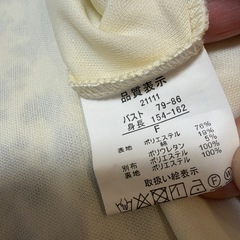 品質表示
21111
バスト 79-86
身長 154-162
F
表地 ポリエステル 76%
綿 19%
ポリウレタン 5%
別布 ポリエステル 100%
裏地 ポリエステル 100%
取扱い絵表示